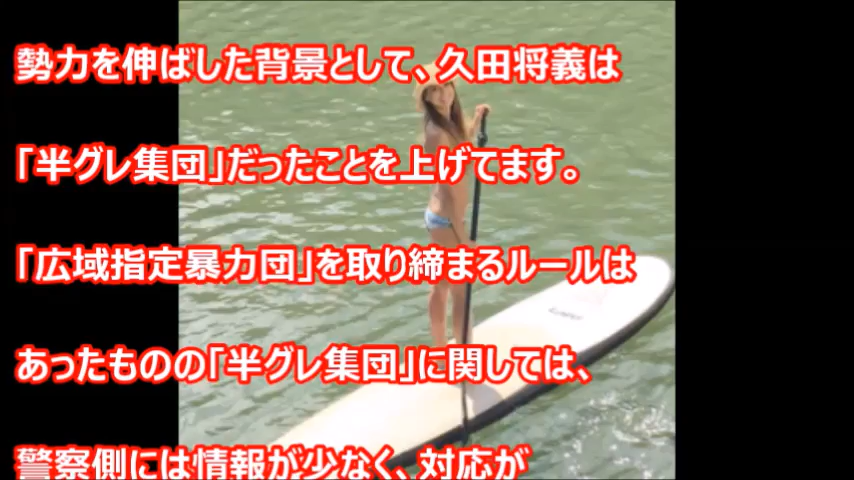 勢力を伸ばした背景として、久田将義は
「半グレ集団」だったことを上げてます。
「広域指定暴力団」を取り締まるルールは
あったものの「半グレ集団」に関しては、
警察側には情報が少なく、対応が